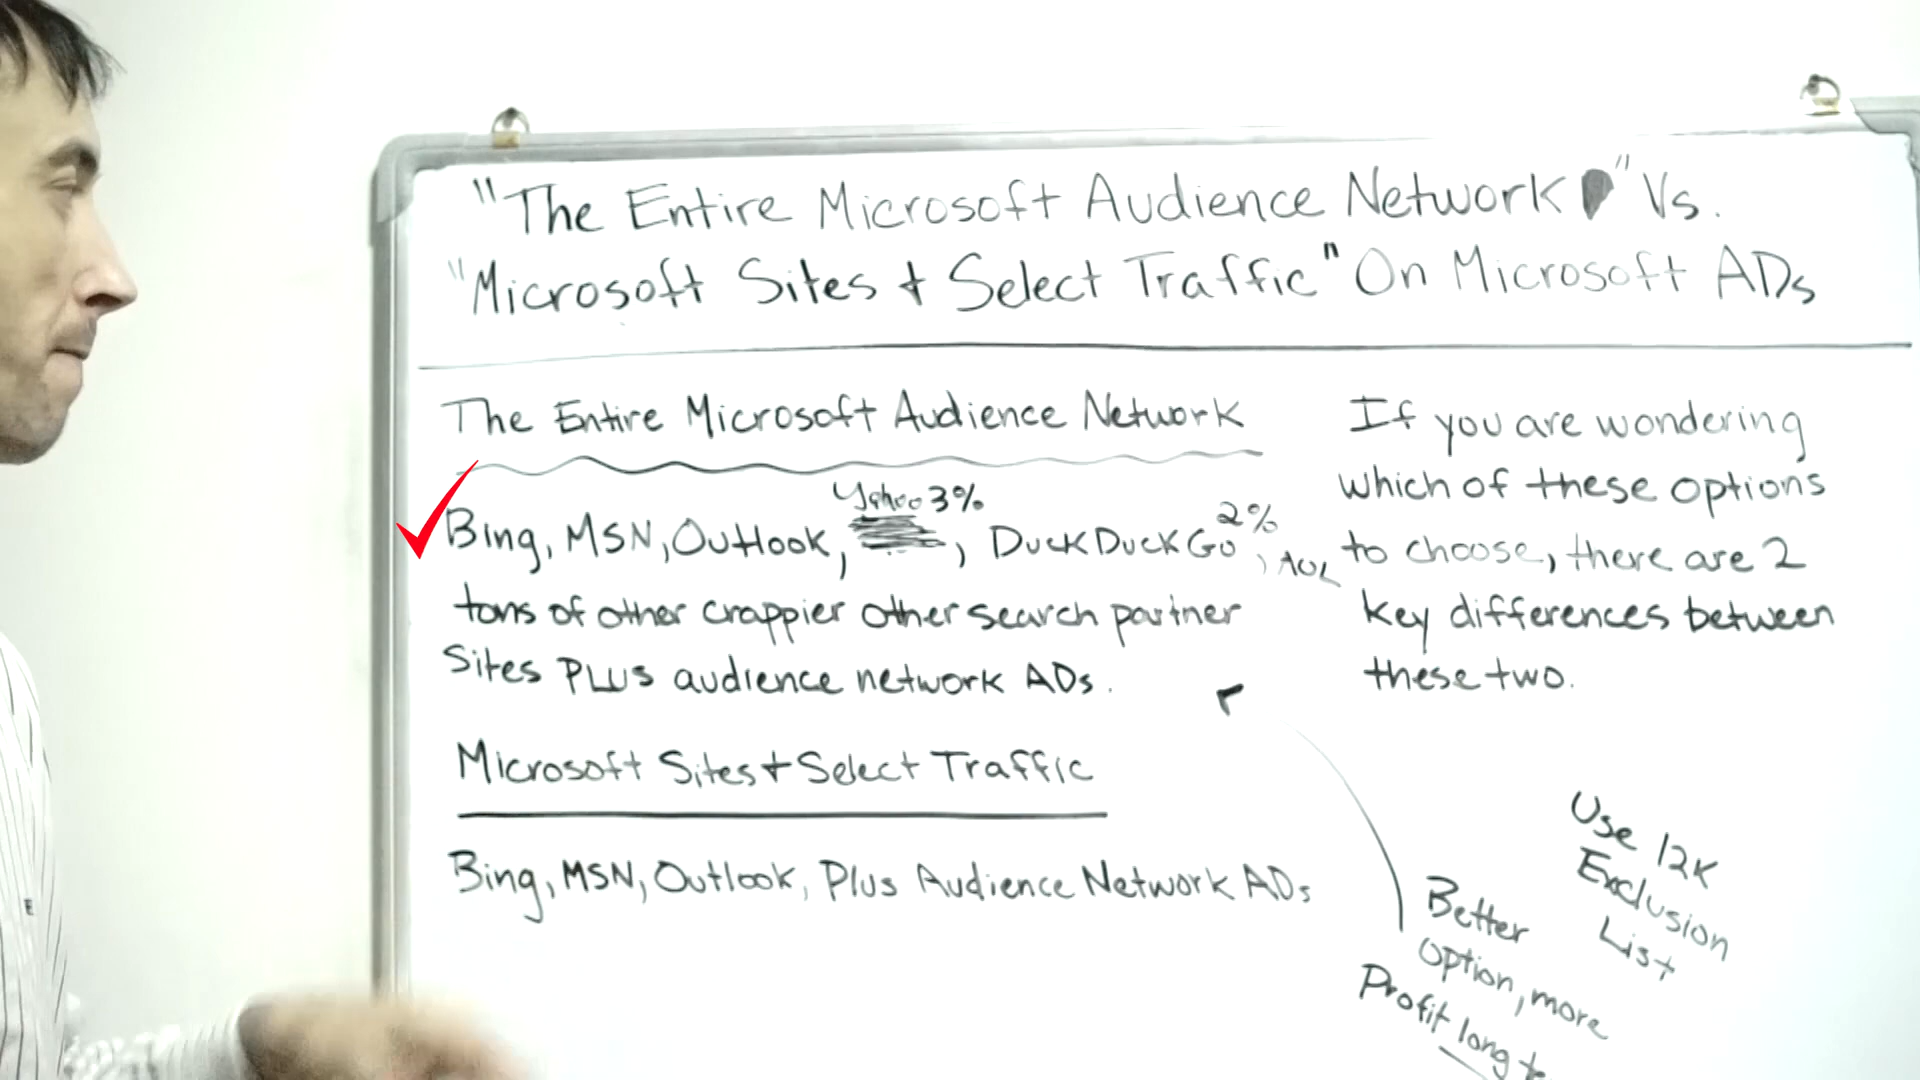 "The Entire Microsoft Audience Network" Vs.
"Microsoft Sites + Select Traffic" On Microsoft ADs
The Entire Microsoft Audience Network
Yahoo 3%
2%
Bing, MSN, Outlook, , DuckDuckGo, AOL
tons of other crappier other search partner
Sites PLUS audience network ADs.
Microsoft Sites + Select Traffic
Bing, MSN, Outlook, Plus Audience Network ADs
If you are wondering
which of these options
to choose, there are 2
key differences between
these two.
Use 12K
Exclusion
List
Better
Option, more
Profit long
E